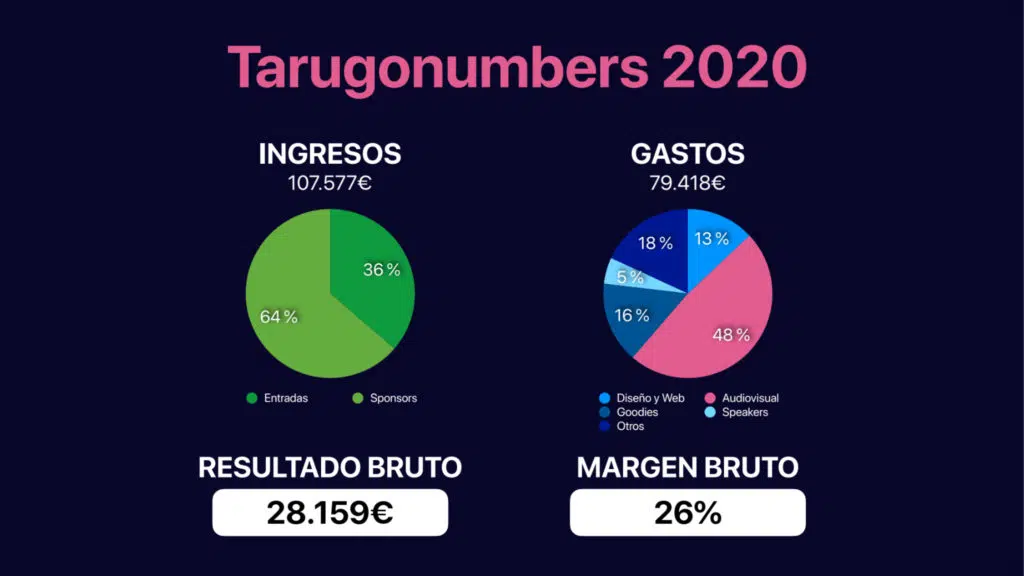 Tarugonumbers 2020
INGRESOS
107.577€
36 %
64 %
Entradas
Sponsors
GASTOS
79.418€
13 %
18 %
5 %
16 %
48 %
Diseño y Web
Audiovisual
Goodies
Speakers
Otros
RESULTADO BRUTO
28.159€
MARGEN BRUTO
26%